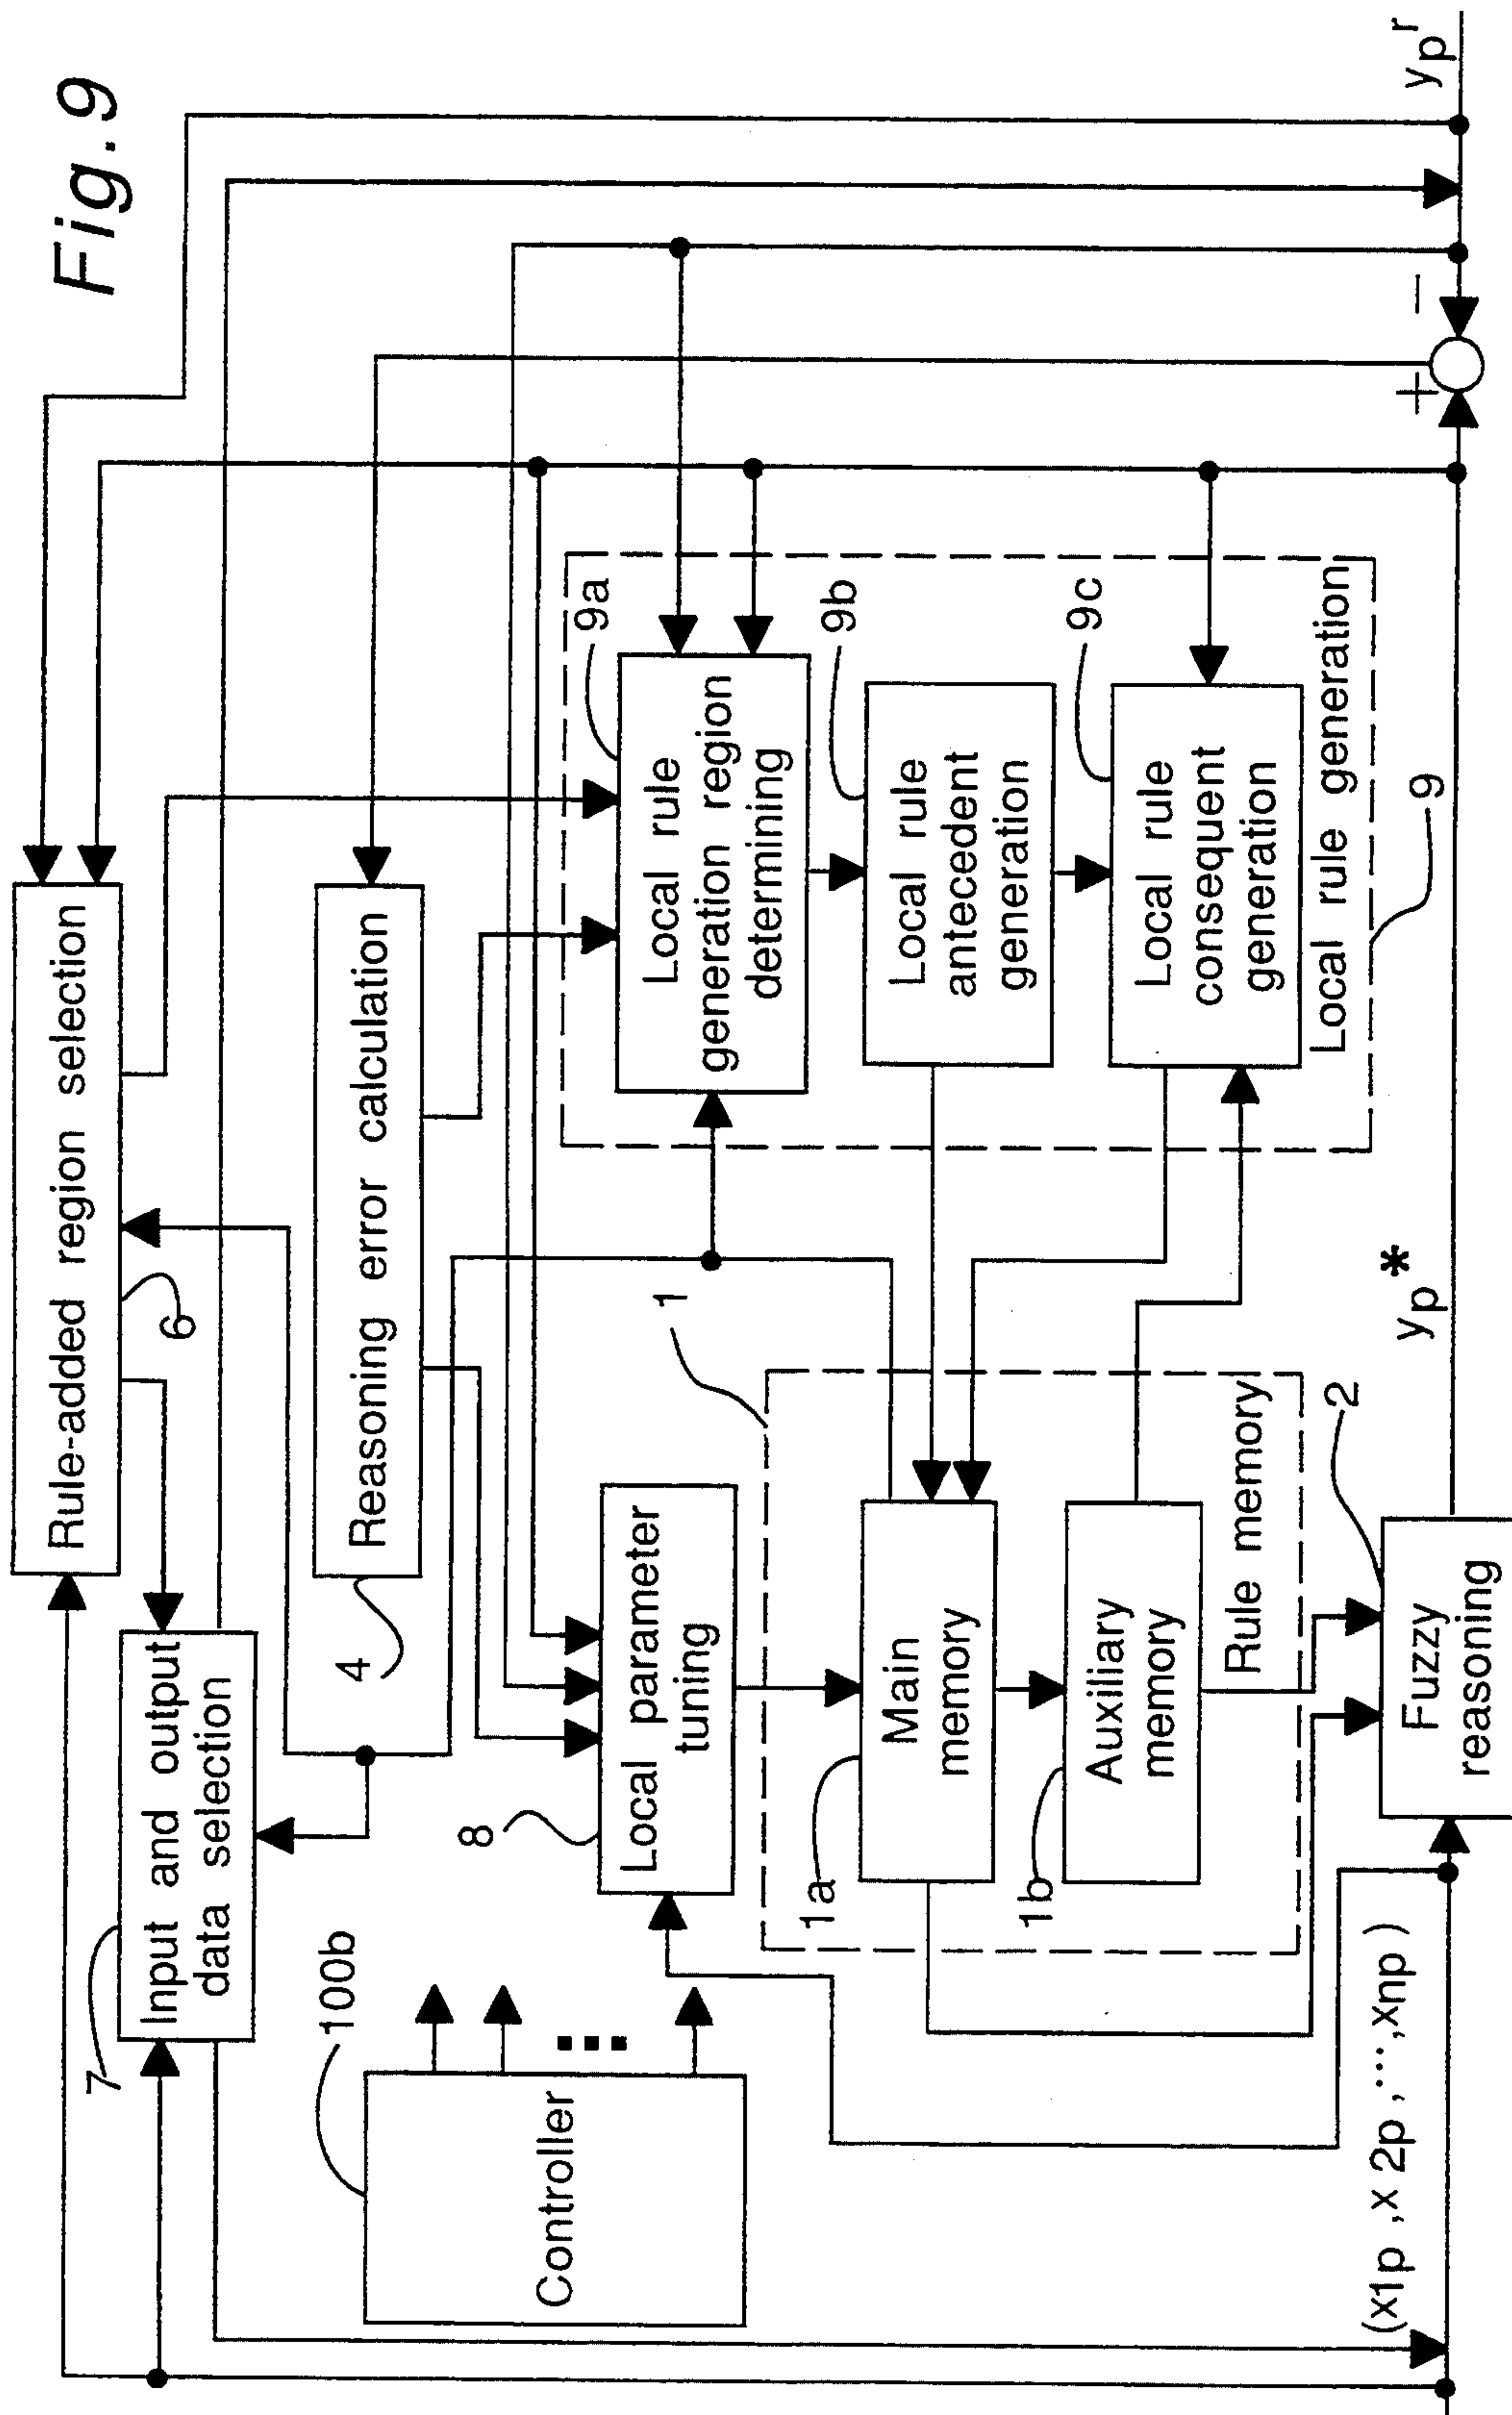 Fig.9
Rule-added region selection
6
7
Input and output
data selection
Reasoning error calculation
4
100b
Controller
8
Local parameter
tuning
9a
Local rule
generation region
determining
9b
Local rule
antecedent
generation
9c
Local rule
consequent
generation
Local rule generation
9
1
1a
Main
memory
1b
Auxiliary
memory
Rule memory
2
Fuzzy
reasoning
(x1p ,x 2p ,···,xnp )
yp*
+
−
ypr